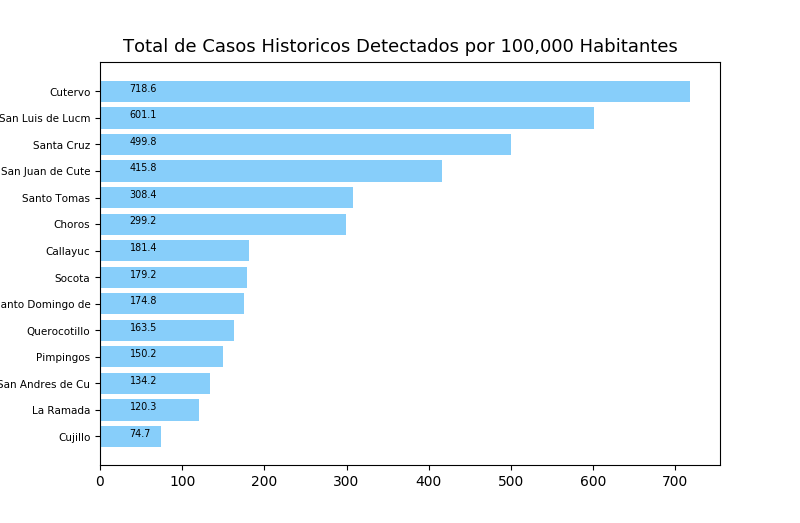 Total de Casos Historicos Detectados por 100,000 Habitantes
Cutervo 718.6
San Luis de Lucm 601.1
Santa Cruz 499.8
San Juan de Cute 415.8
Santo Tomas 308.4
Choros 299.2
Callayuc 181.4
Socota 179.2
anto Domingo de 174.8
Querocotillo 163.5
Pimpingos 150.2
San Andres de Cu 134.2
La Ramada 120.3
Cujillo 74.7
0 100 200 300 400 500 600 700